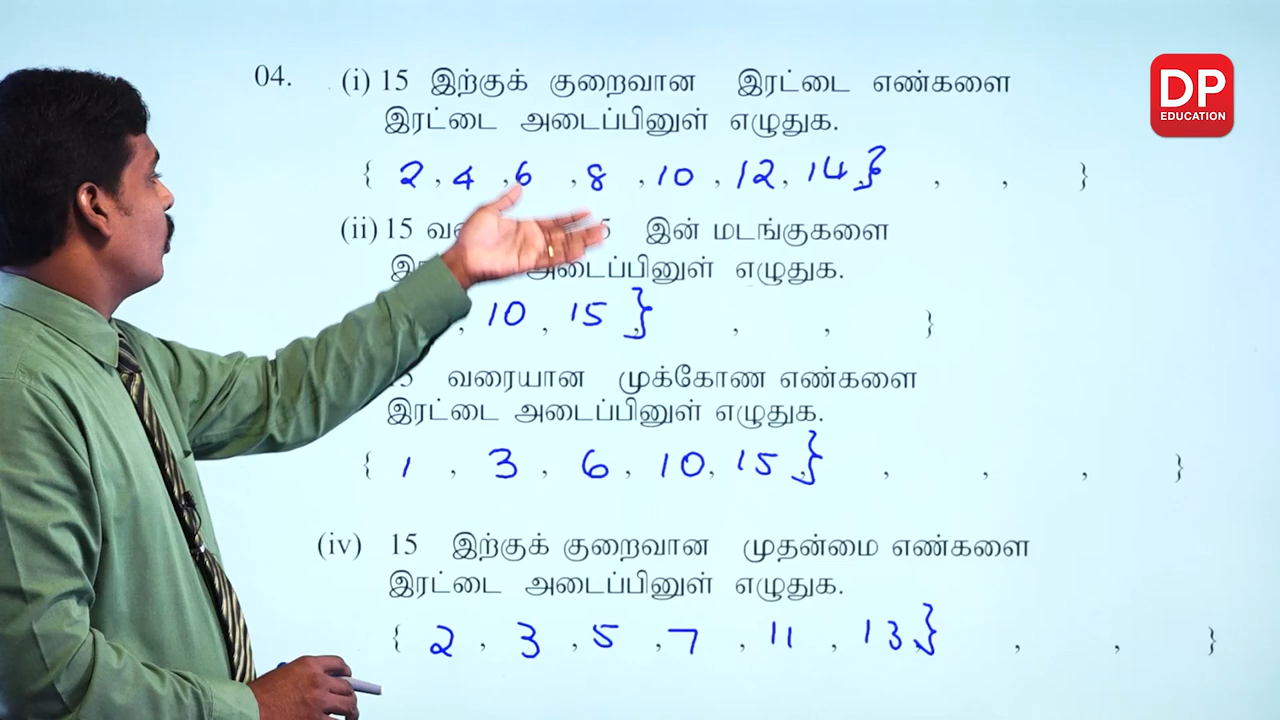 DP
EDUCATION
04. (i) 15 இற்குக் குறைவான இரட்டை எண்களை
இரட்டை அடைப்பினுள் எழுதுக.
{ 2 , 4 , 6 , 8 , 10 , 12 , 14 , } , , }
(ii) 15 5 இன் மடங்குகளை
அடைப்பினுள் எழுதுக.
, 10 , 15 , } , , }
வரையான முக்கோண எண்களை
இரட்டை அடைப்பினுள் எழுதுக.
{ 1 , 3 , 6 , 10 , 15 , } , , , }
(iv) 15 இற்குக் குறைவான முதன்மை எண்களை
இரட்டை அடைப்பினுள் எழுதுக.
{ 2 , 3 , 5 , 7 , 11 , 13 , } , , }